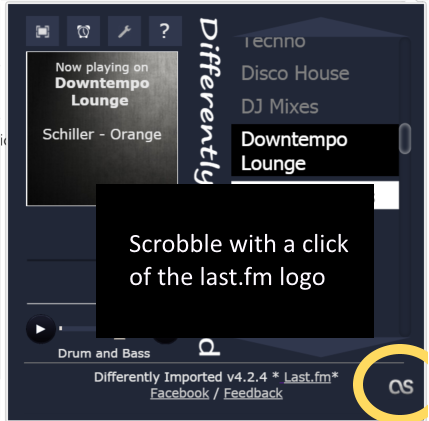 ?
Now playing on
Downtempo
Lounge
Schiller - Orange
Differently
d
Techno
Disco House
DJ Mixes
Downtempo
Lounge
Scrobble with a click
of the last.fm logo
Drum and Bass
Differently Imported v4.2.4 * Last.fm*
Facebook / Feedback